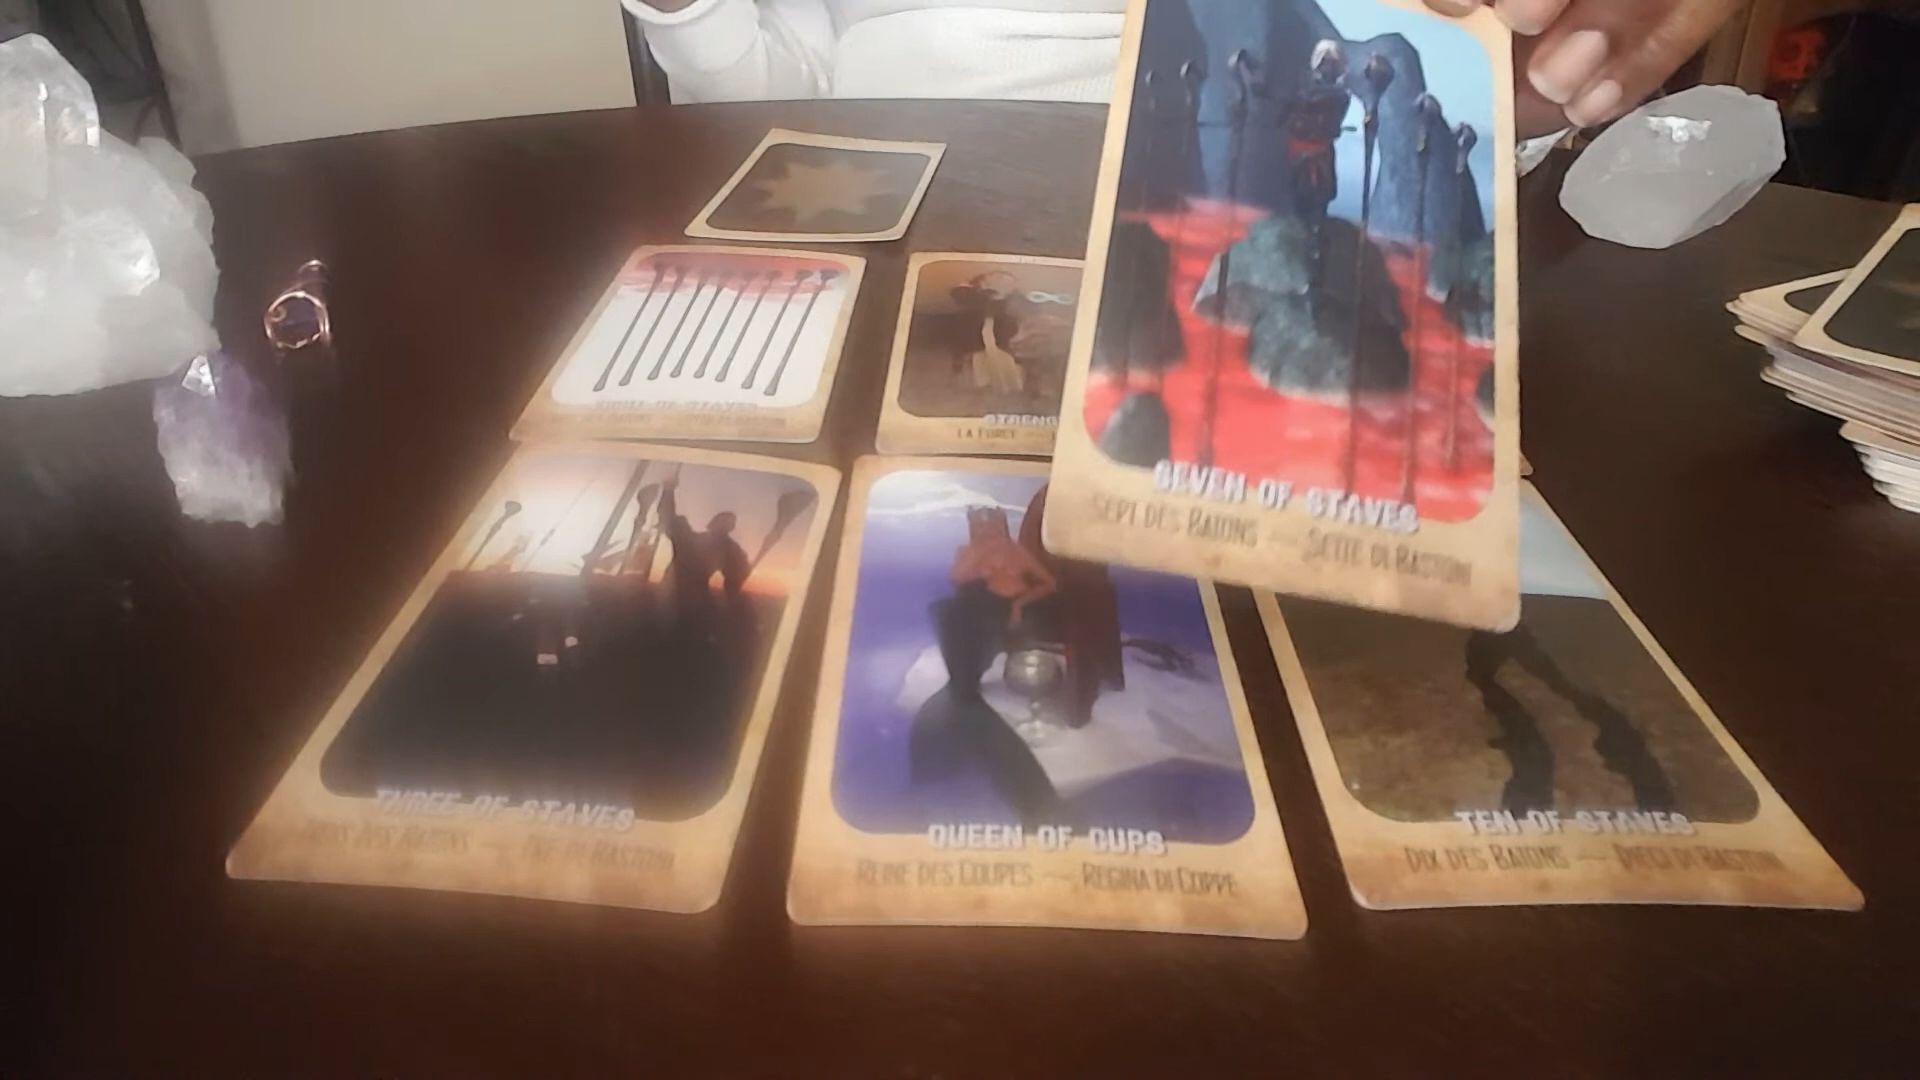 STRENG
LA FORCE
SEVEN OF STAVES
SEPT DES BATONS — SETTE DI BASTONI
THREE OF STAVES
QUEEN OF CUPS
REINE DES COUPES — REGINA DI COPPE
TEN OF STAVES
DIX DES BATONS — DIECI DI BASTONI